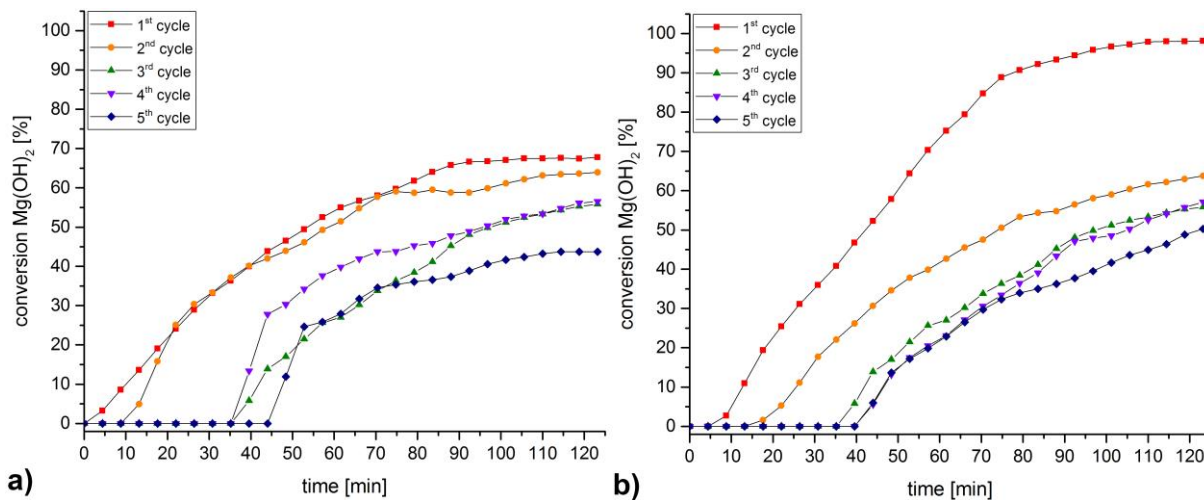 100
90
80
70
60
50
40
30
20
10
0
conversion Mg(OH)₂ [%]
1ˢᵗ cycle
2ⁿᵈ cycle
3ʳᵈ cycle
4ᵗʰ cycle
5ᵗʰ cycle
0 10 20 30 40 50 60 70 80 90 100 110 120
time [min]
a)
100
90
80
70
60
50
40
30
20
10
0
conversion Mg(OH)₂ [%]
1ˢᵗ cycle
2ⁿᵈ cycle
3ʳᵈ cycle
4ᵗʰ cycle
5ᵗʰ cycle
0 10 20 30 40 50 60 70 80 90 100 110 120
time [min]
b)